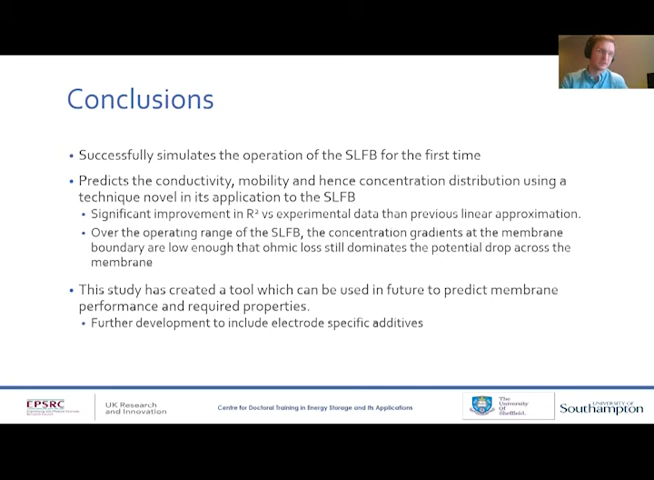 Conclusions
• Successfully simulates the operation of the SLFB for the first time
• Predicts the conductivity, mobility and hence concentration distribution using a
technique novel in its application to the SLFB
• Significant improvement in R² vs experimental data than previous linear approximation.
• Over the operating range of the SLFB, the concentration gradients at the membrane
boundary are low enough that ohmic loss still dominates the potential drop across the
membrane
• This study has created a tool which can be used in future to predict membrane
performance and required properties.
• Further development to include electrode specific additives
EPSRC
UK Research
and Innovation
Centre for Doctoral Training in Energy Storage and its Applications
The
University
Of
Sheffield.
UNIVERSITY OF
Southampton